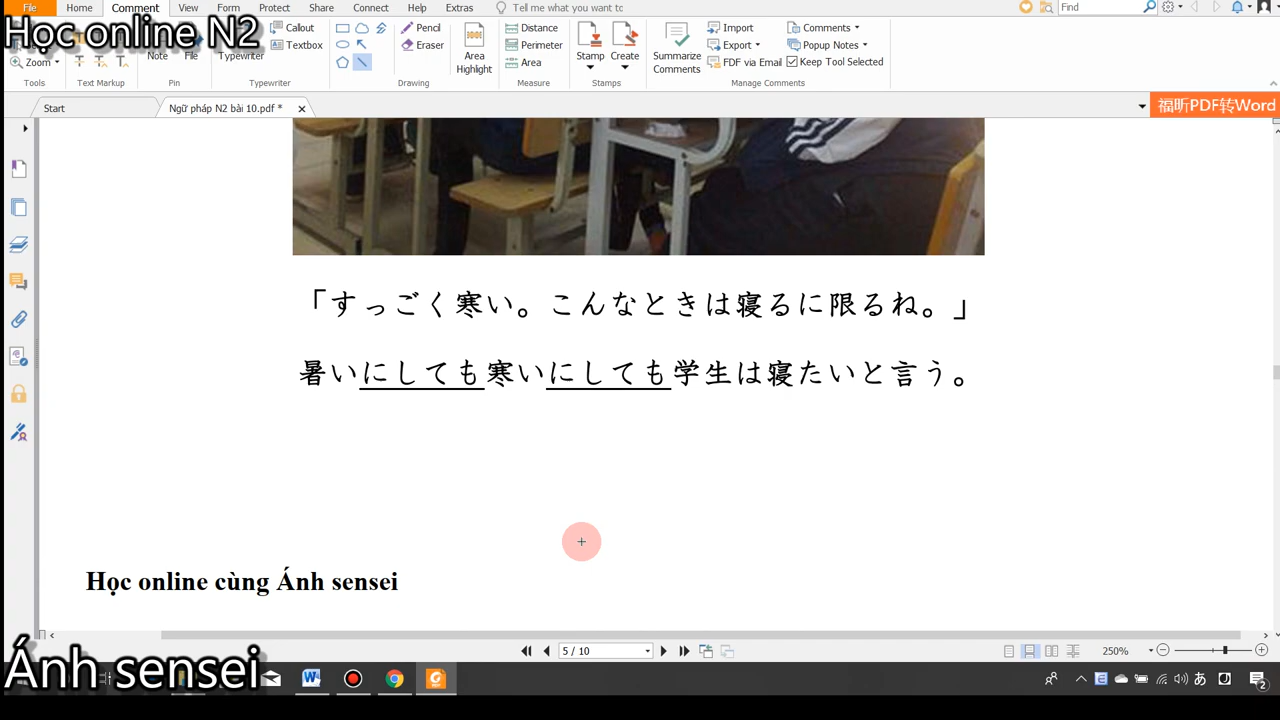 File Home Comment View Form Protect Share Connect Help Extras Tell me what you want to Find
Học online N2
Zoom Typewriter Note File Callout Textbox Pencil Eraser Area Highlight Distance Perimeter Area Stamp Create Summarize Comments Import Export FDF via Email Comments Popup Notes Keep Tool Selected
Tools Text Markup Pin Typewriter Drawing Measure Stamps Manage Comments
Start Ngữ pháp N2 bài 10.pdf * 福昕PDF转Word
「すっごく寒い。こんなときは寝るに限るね。」
暑いにしても寒いにしても学生は寝たいと言う。
Học online cùng Ánh sensei
5 / 10 250%
Ánh sensei
あ 2